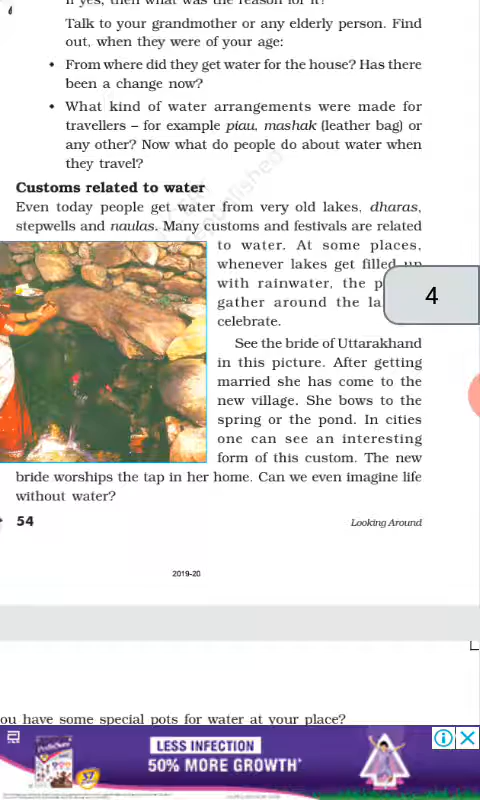 Talk to your grandmother or any elderly person. Find
out, when they were of your age:
• From where did they get water for the house? Has there
been a change now?
• What kind of water arrangements were made for
travellers – for example piau, mashak (leather bag) or
any other? Now what do people do about water when
they travel?
Customs related to water
Even today people get water from very old lakes, dharas,
stepwells and naulas. Many customs and festivals are related
to water. At some places,
whenever lakes get filled up
with rainwater, the
gather around the
celebrate.
4
See the bride of Uttarakhand
in this picture. After getting
married she has come to the
new village. She bows to the
spring or the pond. In cities
one can see an interesting
form of this custom. The new
bride worships the tap in her home. Can we even imagine life
without water?
54
Looking Around
2019-20
ou have some special pots for water at your place?
LESS INFECTION
50% MORE GROWTH*